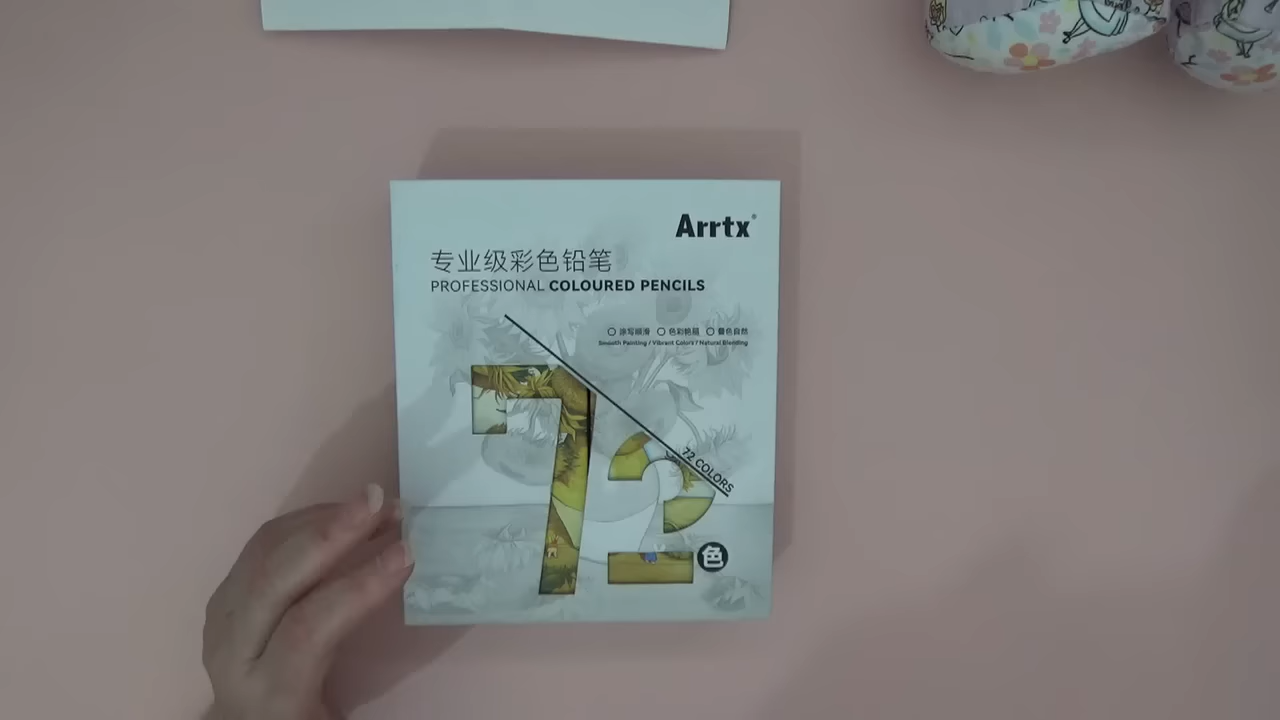 Arrtx®
专业级彩色铅笔
PROFESSIONAL COLOURED PENCILS
涂写顺滑 色彩艳丽 叠色自然
Smooth Painting / Vibrant Colors / Natural Blending
72 COLORS
72
色